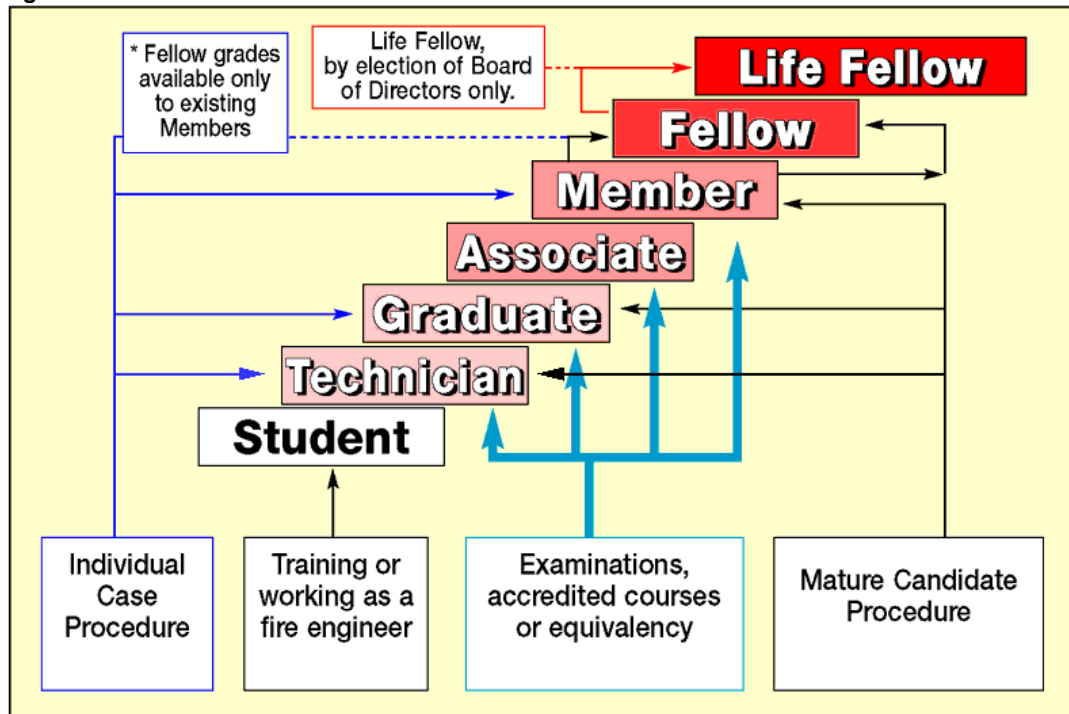 * Fellow grades
available only
to existing
Members
Life Fellow,
by election of Board
of Directors only.
Life Fellow
Fellow
Member
Associate
Graduate
Technician
Student
Individual
Case
Procedure
Training or
working as a
fire engineer
Examinations,
accredited courses
or equivalency
Mature Candidate
Procedure